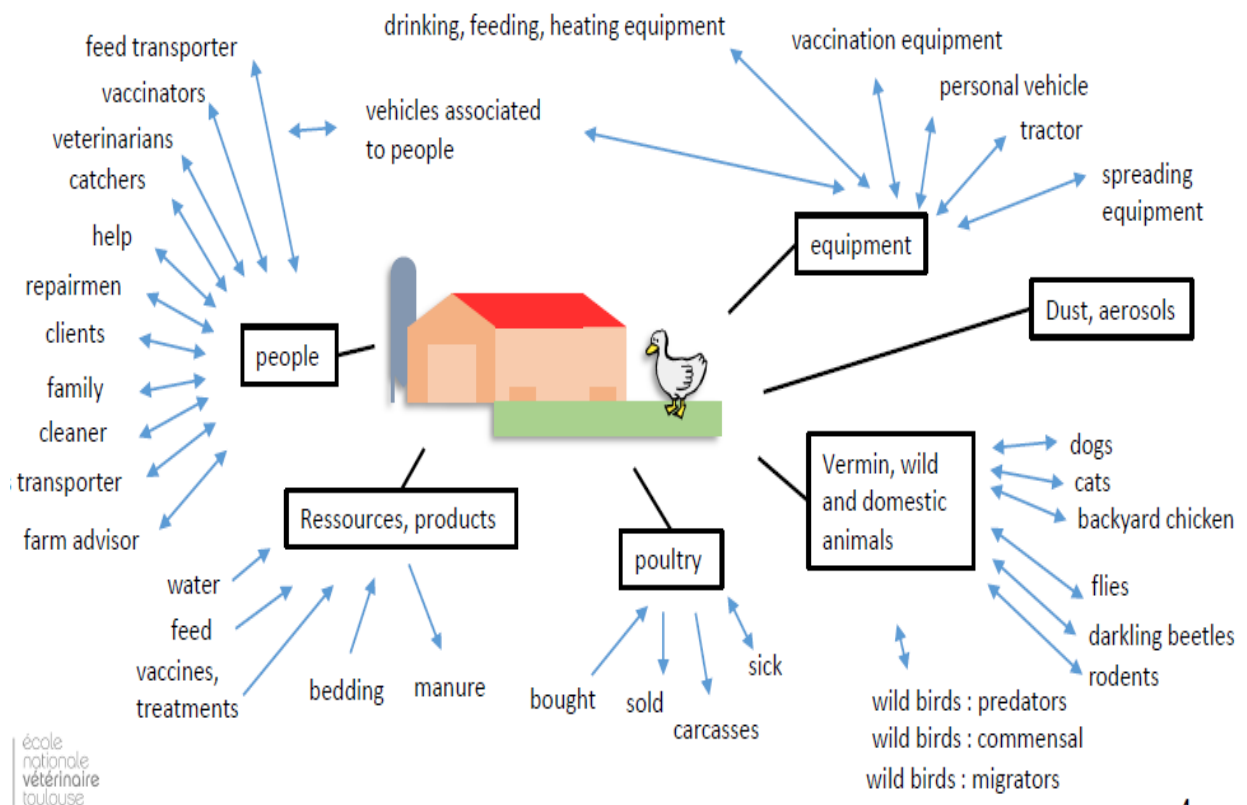 drinking, feeding, heating equipment
feed transporter
vaccination equipment
vaccinators
personal vehicle
vehicles associated
to people
tractor
veterinarians
catchers
spreading
equipment
help
equipment
repairmen
Dust, aerosols
clients
people
family
cleaner
dogs
Vermin, wild
and domestic
animals
cats
transporter
backyard chicken
Ressources, products
farm advisor
poultry
water
flies
feed
darkling beetles
vaccines,
treatments
bedding
manure
bought
sold
carcasses
sick
rodents
wild birds : predators
wild birds : commensal
wild birds : migrators
école
nationale
vétérinaire
toulouse